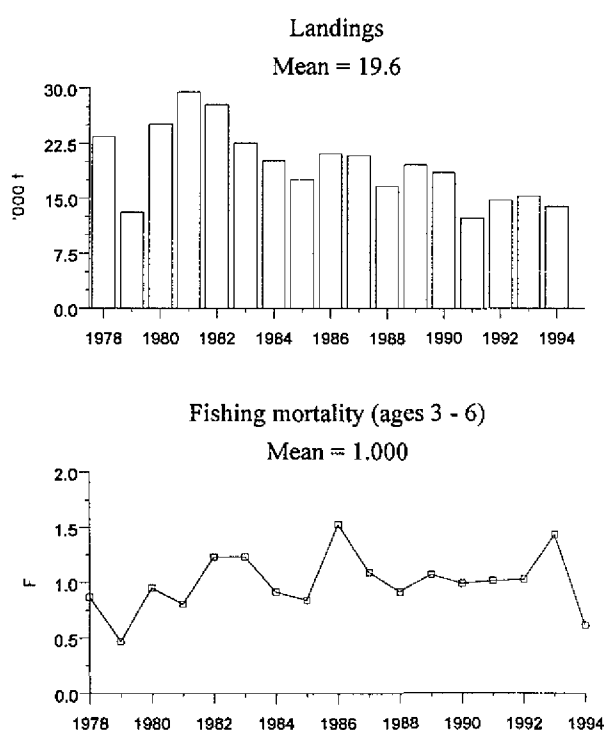 Landings
Mean = 19.6
30.0
22.5
15.0
7.5
0.0
'000 t
1978 1980 1982 1984 1986 1988 1990 1992 1994
Fishing mortality (ages 3 - 6)
Mean = 1.000
2.0
1.5
1.0
0.5
0.0
F
1978 1980 1982 1984 1986 1988 1990 1992 1994